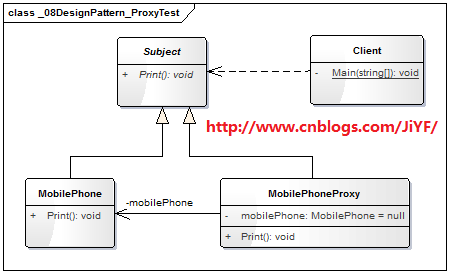 class _08DesignPattern_ProxyTest
Subject
+ Print(): void
Client
- Main(string[]): void
http://www.cnblogs.com/JiYF/
MobilePhone
+ Print(): void
-mobilePhone
MobilePhoneProxy
- mobilePhone: MobilePhone = null
+ Print(): void